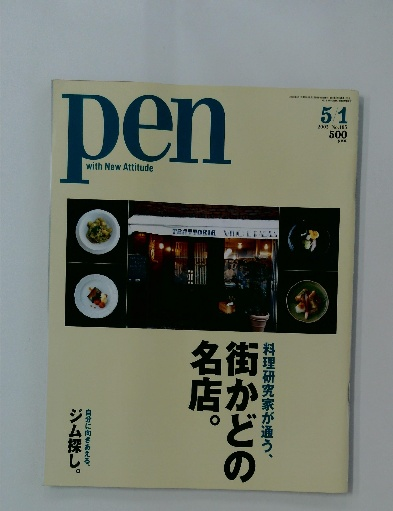 pen
with New Attitude
5/1
500
TRATTORIA
料理研究家が通う、
街かどの
名店。
自分に向きあえる、
ジム探し。